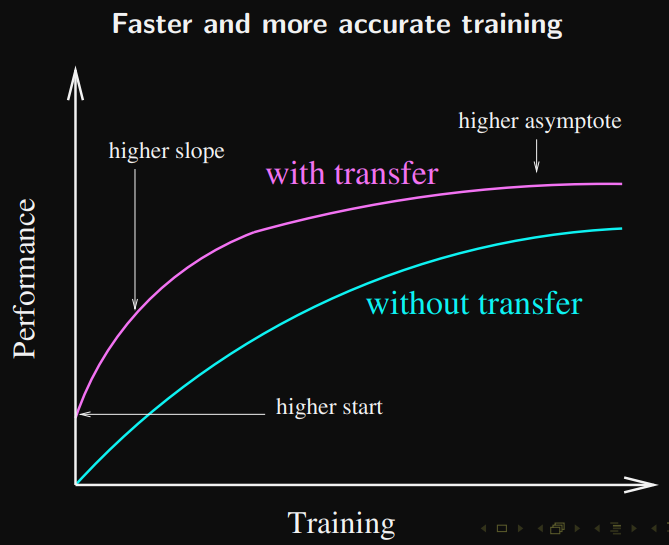 Faster and more accurate training
higher asymptote
higher slope
with transfer
Performance
without transfer
higher start
Training